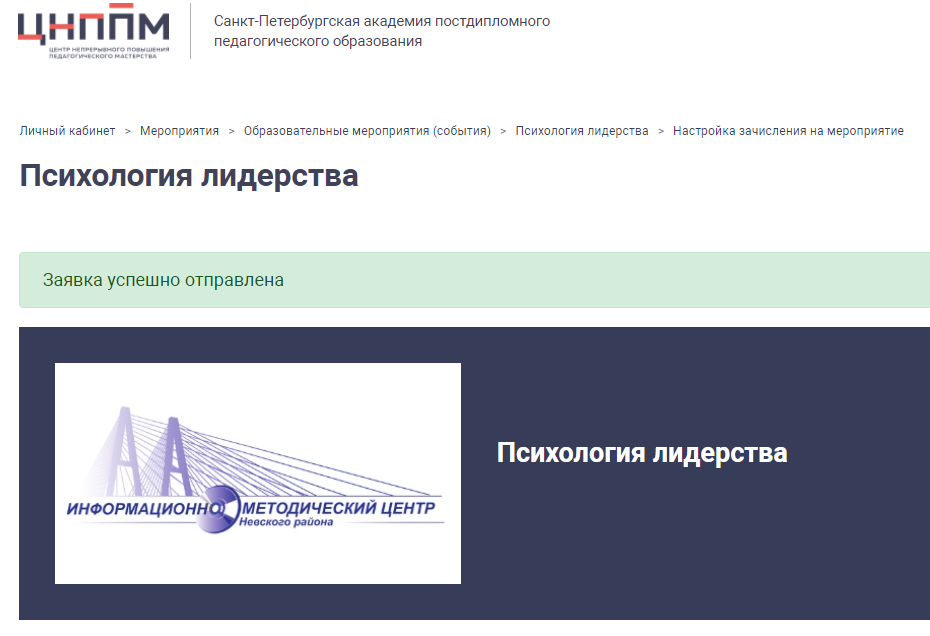 ЦНППМ
ЦЕНТР НЕПРЕРЫВНОГО ПОВЫШЕНИЯ
ПЕДАГОГИЧЕСКОГО МАСТЕРСТВА
Санкт-Петербургская академия постдипломного
педагогического образования
Личный кабинет > Мероприятия > Образовательные мероприятия (события) > Психология лидерства > Настройка зачисления на мероприятие
Психология лидерства
Заявка успешно отправлена
ИНФОРМАЦИОННО МЕТОДИЧЕСКИЙ ЦЕНТР
Невского района
Психология лидерства